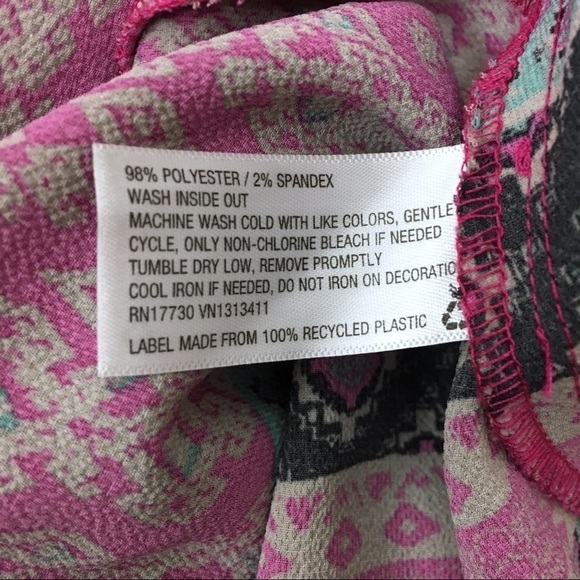 98% POLYESTER / 2% SPANDEX
WASH INSIDE OUT
MACHINE WASH COLD WITH LIKE COLORS, GENTLE
CYCLE, ONLY NON-CHLORINE BLEACH IF NEEDED
TUMBLE DRY LOW, REMOVE PROMPTLY
COOL IRON IF NEEDED, DO NOT IRON ON DECORATIO
RN17730 VN1313411
LABEL MADE FROM 100% RECYCLED PLASTIC